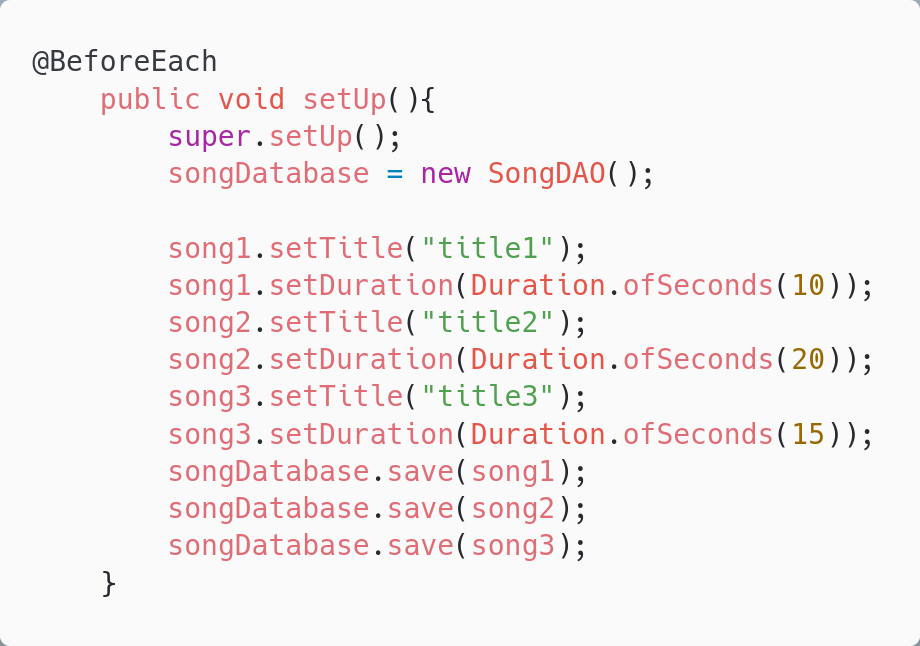 @BeforeEach
    public void setUp(){
        super.setUp();
        songDatabase = new SongDAO();

        song1.setTitle("title1");
        song1.setDuration(Duration.ofSeconds(10));
        song2.setTitle("title2");
        song2.setDuration(Duration.ofSeconds(20));
        song3.setTitle("title3");
        song3.setDuration(Duration.ofSeconds(15));
        songDatabase.save(song1);
        songDatabase.save(song2);
        songDatabase.save(song3);
    }